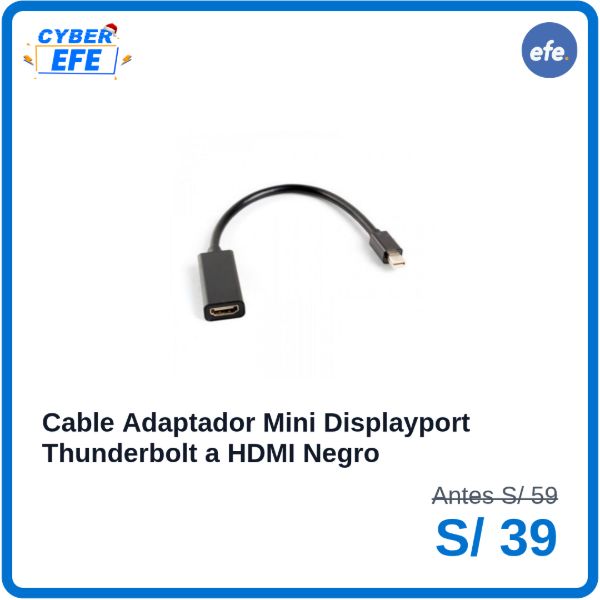 CYBER
EFE
efe.
Cable Adaptador Mini Displayport
Thunderbolt a HDMI Negro
Antes S/ 59
S/ 39